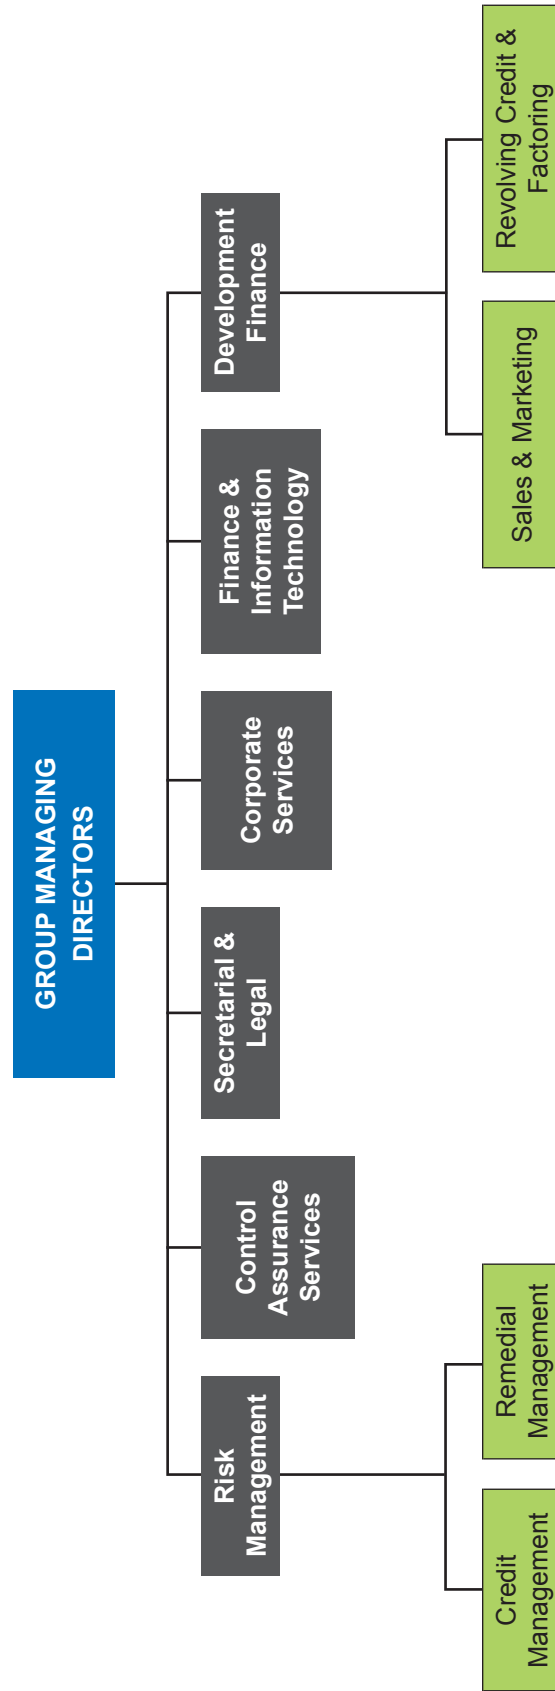 GROUP MANAGING
DIRECTORS
Risk
Management
Control
Assurance
Services
Secretarial &
Legal
Corporate
Services
Finance &
Information
Technology
Development
Finance
Credit
Management
Remedial
Management
Sales & Marketing
Revolving Credit &
Factoring